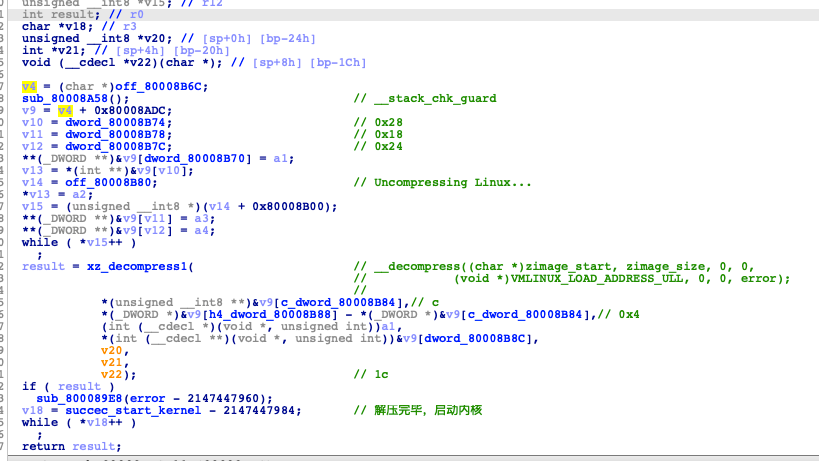 unsigned __int8 *v15; // r12
int result; // r0
char *v18; // r3
unsigned __int8 *v20; // [sp+0h] [bp-24h]
int *v21; // [sp+4h] [bp-20h]
void (__cdecl *v22)(char *); // [sp+8h] [bp-1Ch]
v4 = (char *)off_80008B6C;
sub_80008A58(); // __stack_chk_guard
v9 = v4 + 0x80008ADC;
v10 = dword_80008B74; // 0x28
v11 = dword_80008B78; // 0x18
v12 = dword_80008B7C; // 0x24
**(_DWORD **)&v9[dword_80008B70] = a1;
v13 = *(int **)&v9[v10];
v14 = off_80008B80; // Uncompressing Linux...
*v13 = a2;
v15 = (unsigned __int8 *)(v14 + 0x80008B00);
**(_DWORD **)&v9[v11] = a3;
**(_DWORD **)&v9[v12] = a4;
while ( *v15++ )
;
result = xz_decompress1( // __decompress((char *)zimage_start, zimage_size, 0, 0,
// (void *)VMLINUX_LOAD_ADDRESS_ULL, 0, 0, error);
//
*(unsigned __int8 **)&v9[c_dword_80008B84],// c
*(_DWORD *)&v9[h4_dword_80008B88] - *(_DWORD *)&v9[c_dword_80008B84],// 0x4
(int (__cdecl *)(void *, unsigned int))a1,
*(int (__cdecl **)(void *, unsigned int))&v9[dword_80008B8C],
v20,
v21,
v22); // 1c
if ( result )
sub_800089E8(error - 2147447960);
v18 = succec_start_kernel - 2147447984; // 解压完毕，启动内核
while ( *v18++ )
;
return result;